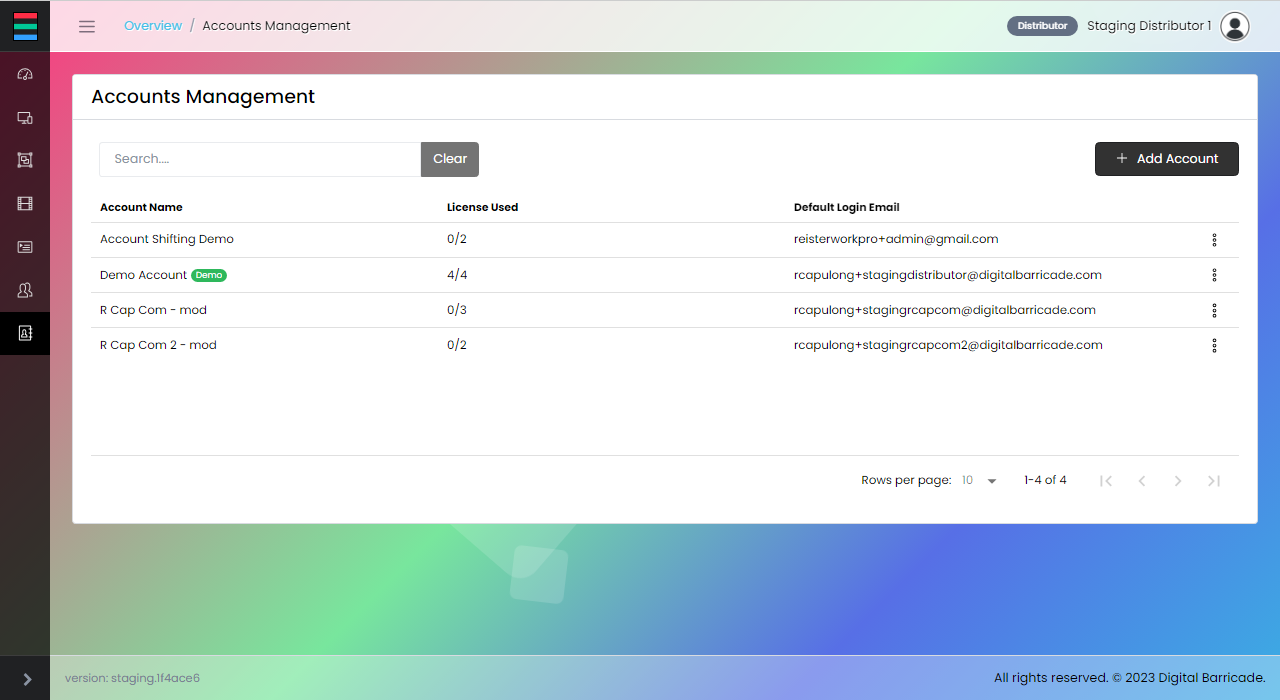 Overview / Accounts Management
Distributor Staging Distributor 1
Accounts Management
Search....
Clear
+ Add Account
Account Name License Used Default Login Email
Account Shifting Demo 0/2 reisterworkpro+admin@gmail.com
Demo Account Demo 4/4 rcapulong+stagingdistributor@digitalbarricade.com
R Cap Com - mod 0/3 rcapulong+stagingrcapcom@digitalbarricade.com
R Cap Com 2 - mod 0/2 rcapulong+stagingrcapcom2@digitalbarricade.com
Rows per page: 10 1-4 of 4
version: staging.1f4ace6
All rights reserved. © 2023 Digital Barricade.